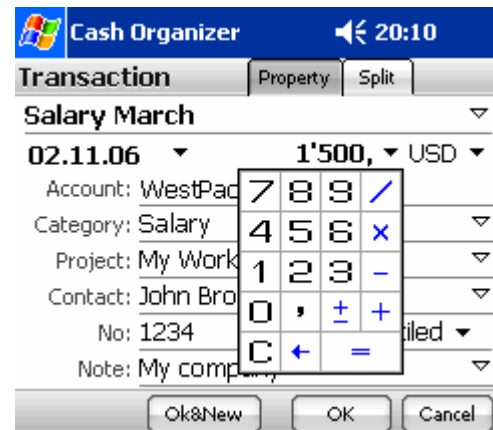 Cash Organizer 20:10
Transaction Property Split
Salary March
02.11.06 1'500, USD
Account: WestPac
Category: Salary
Project: My Work
Contact: John Bro
No: 1234 iled
Note: My company
7 8 9 /
4 5 6 x
1 2 3 -
0 , ± +
C ← =
Ok&New OK Cancel